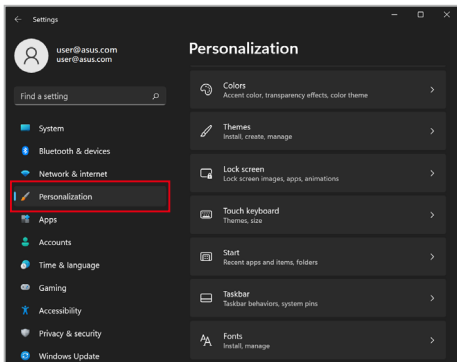 Settings
user@asus.com
user@asus.com
Find a setting
System
Bluetooth & devices
Network & internet
Personalization
Apps
Accounts
Time & language
Gaming
Accessibility
Privacy & security
Windows Update
Personalization
Colors
Accent color, transparency effects, color theme
Themes
Install, create, manage
Lock screen
Lock screen images, apps, animations
Touch keyboard
Themes, size
Start
Recent apps and items, folders
Taskbar
Taskbar behaviors, system pins
Fonts
Install, manage